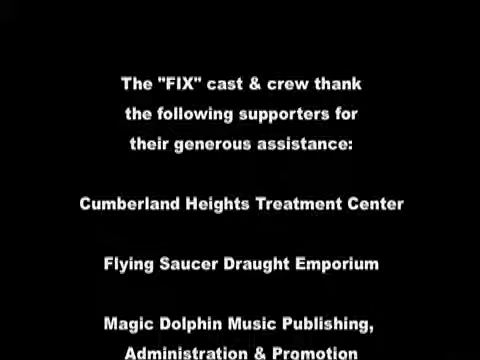 The "FIX" cast & crew thank
the following supporters for
their generous assistance:
Cumberland Heights Treatment Center
Flying Saucer Draught Emporium
Magic Dolphin Music Publishing,
Administration & Promotion